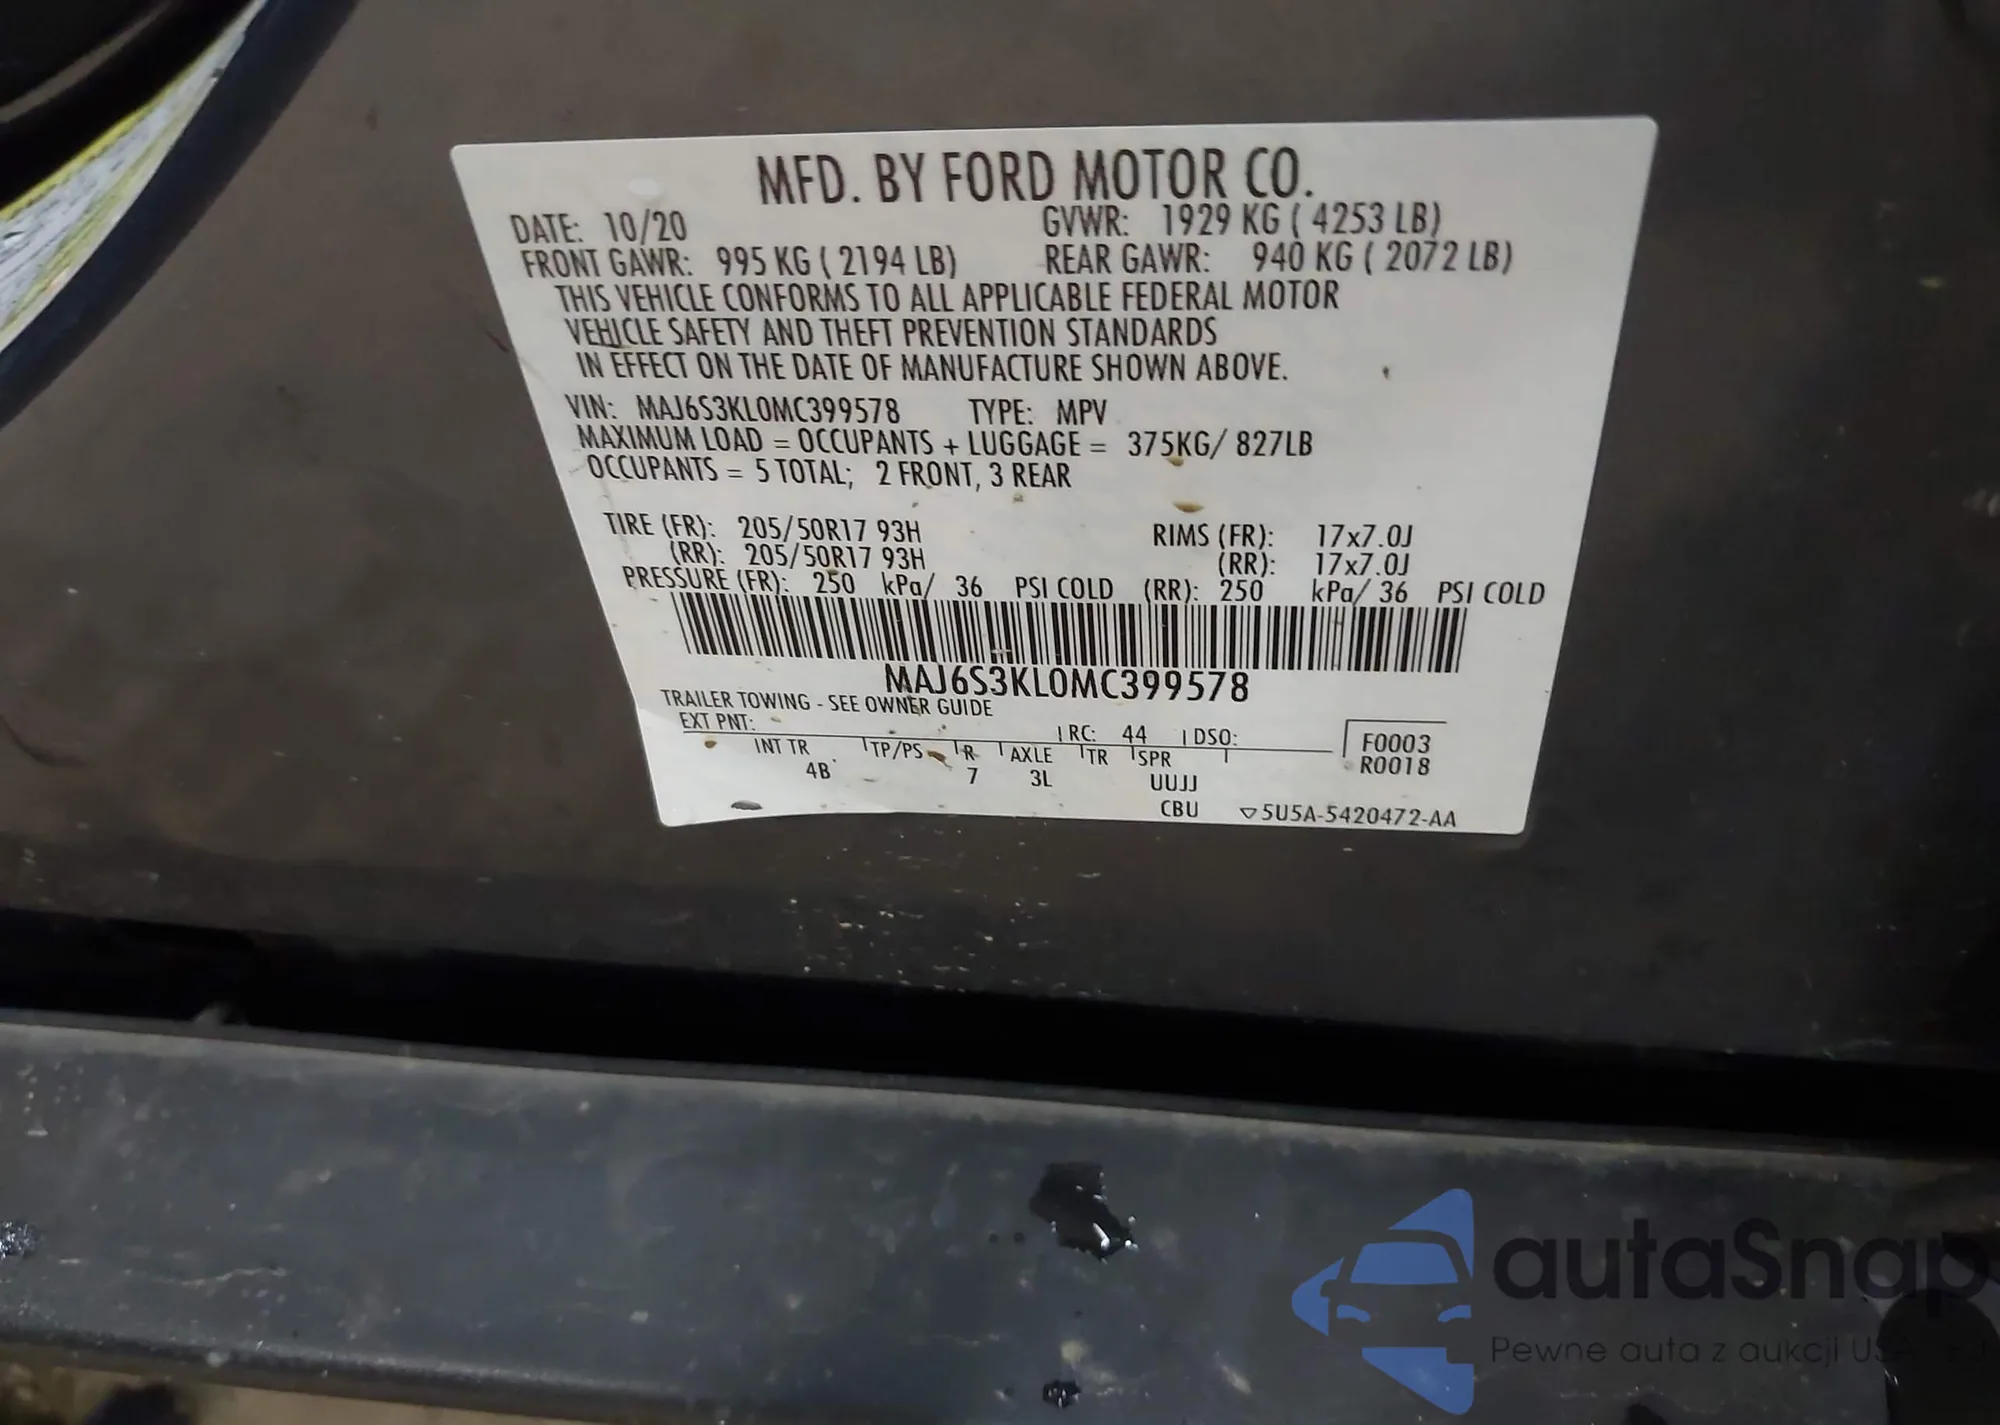 MFD. BY FORD MOTOR CO.
DATE: 10/20 GVWR: 1929 KG ( 4253 LB)
FRONT GAWR: 995 KG ( 2194 LB) REAR GAWR: 940 KG ( 2072 LB)
THIS VEHICLE CONFORMS TO ALL APPLICABLE FEDERAL MOTOR
VEHICLE SAFETY AND THEFT PREVENTION STANDARDS
IN EFFECT ON THE DATE OF MANUFACTURE SHOWN ABOVE.
VIN: MAJ6S3KL0MC399578 TYPE: MPV
MAXIMUM LOAD = OCCUPANTS + LUGGAGE = 375KG/ 827LB
OCCUPANTS = 5 TOTAL; 2 FRONT, 3 REAR
TIRE (FR): 205/50R17 93H RIMS (FR): 17x7.0J
(RR): 205/50R17 93H (RR): 17x7.0J
PRESSURE (FR): 250 kPa/ 36 PSI COLD (RR): 250 kPa/ 36 PSI COLD
MAJ6S3KL0MC399578
TRAILER TOWING - SEE OWNER GUIDE
EXT PNT: RC: 44 DSO:
INT TR TP/PS R AXLE TR SPR
4B 7 3L UUJJ
F0003
R0018
CBU ▽5U5A-5420472-AA
autaSnap
Pewne auta z aukcji